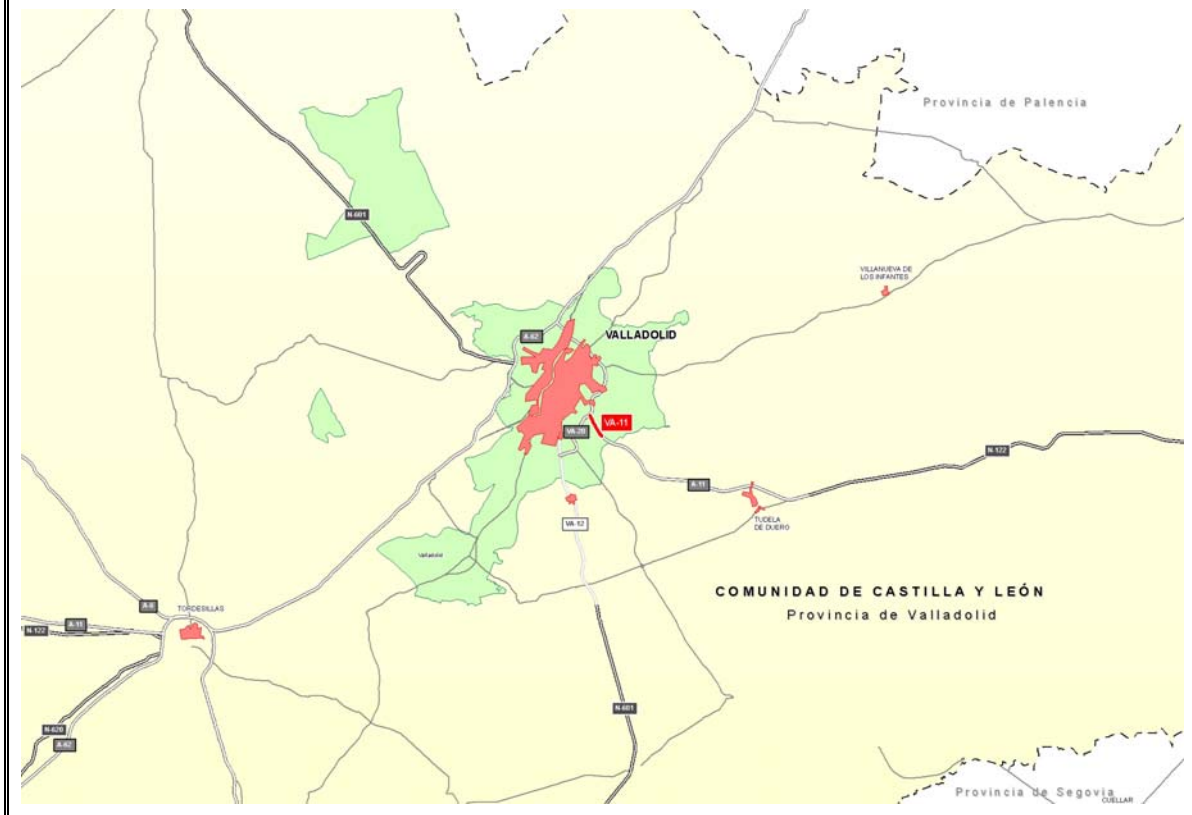 Provincia de Palencia
N-601
VILLANUEVA DE
LOS INFANTES
A-62
VALLADOLID
VA-11
VA-20
N-122
A-11
TUDELA
DE DUERO
VA-12
Valladolid
COMUNIDAD DE CASTILLA Y LEÓN
Provincia de Valladolid
A-6
TORDESILLAS
A-11
N-122
N-601
N-620
A-62
Provincia de Segovia
CUELLAR